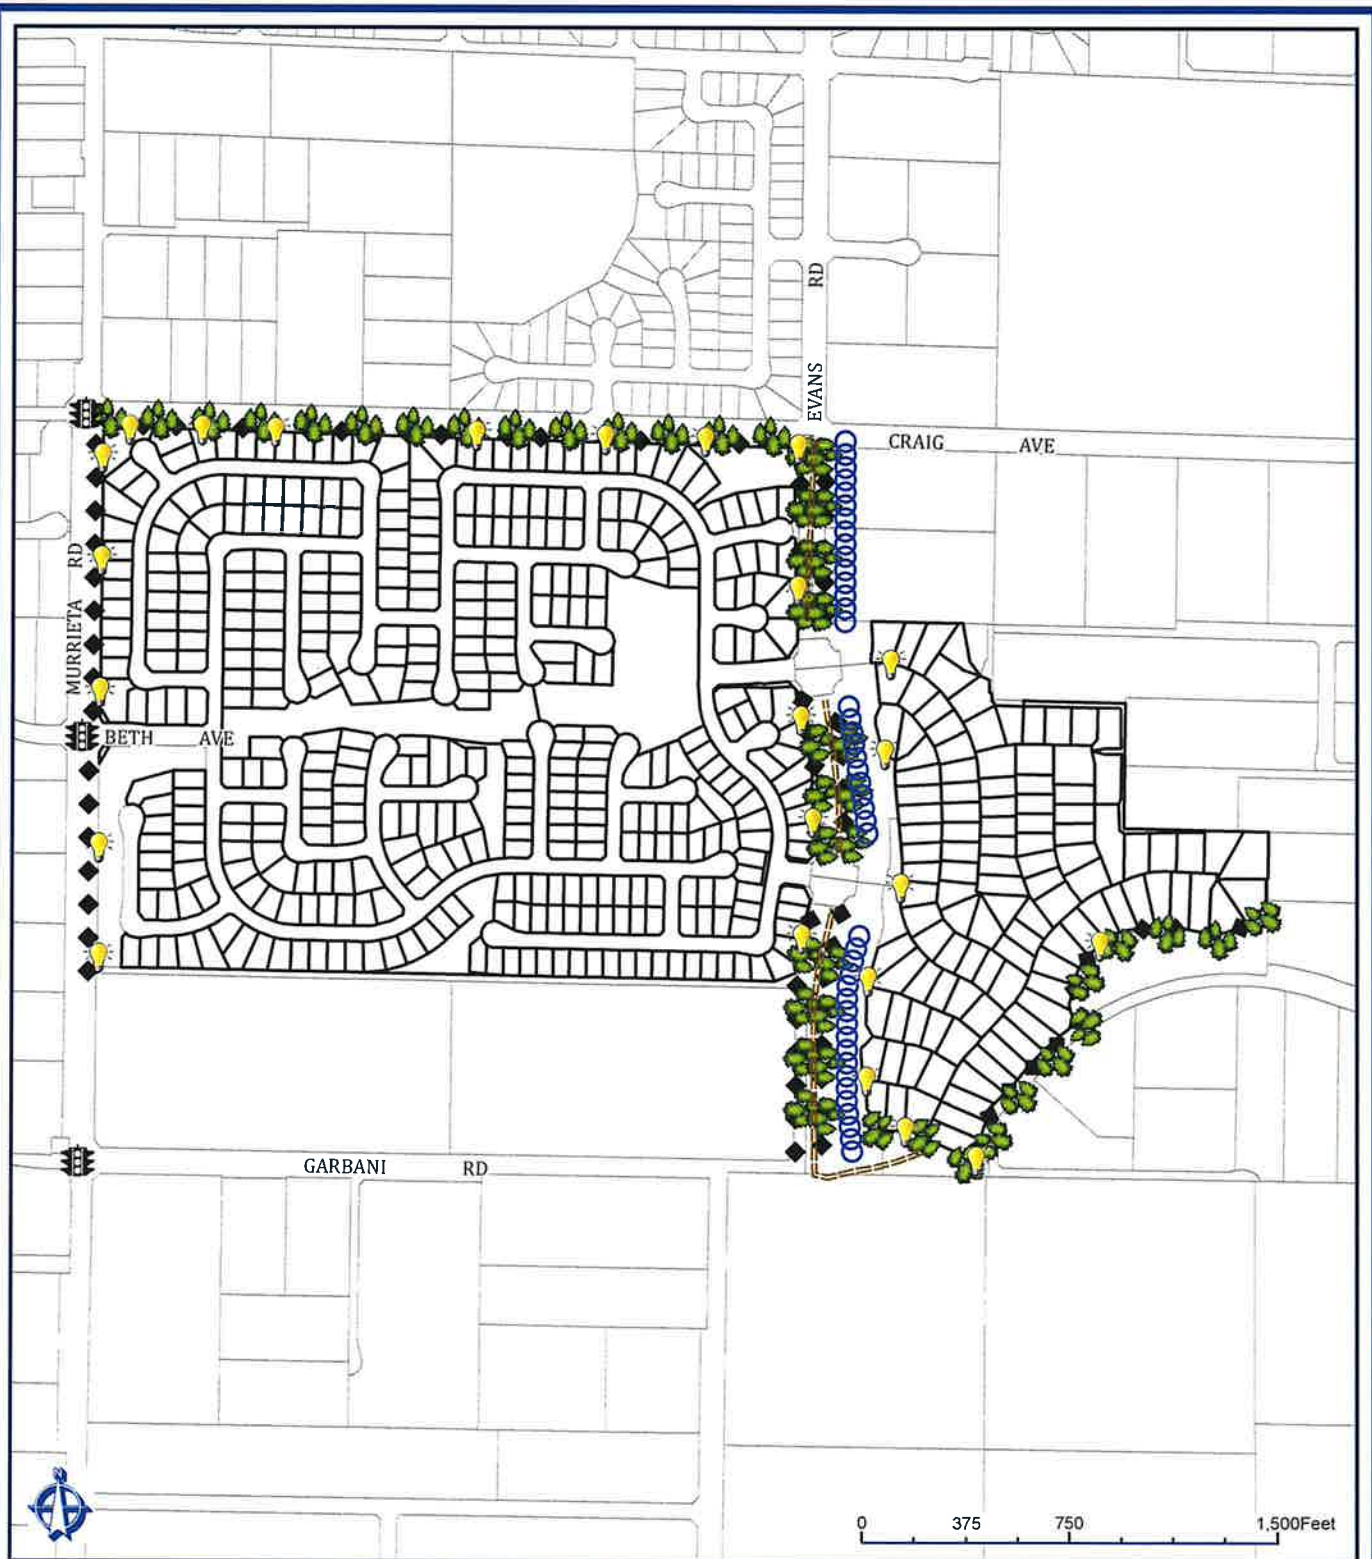 RD
EVANS
CRAIG AVE
RD
MURRIETA
BETH AVE
GARBANI RD
N
0 375 750 1,500Feet